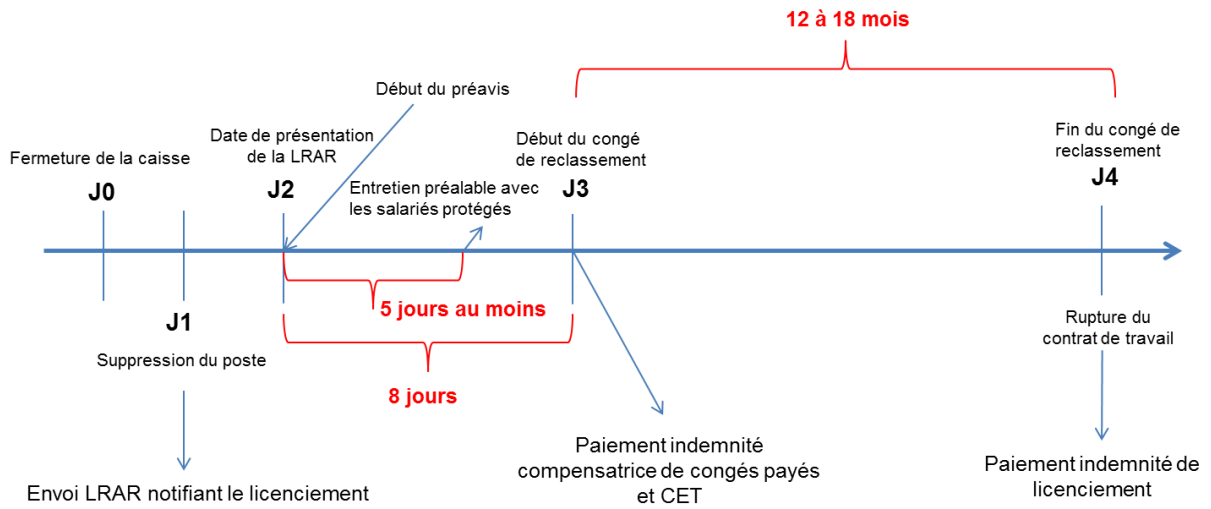 12 à 18 mois
Début du préavis
Date de présentation
de la LRAR
Début du congé
de reclassement
Fin du congé de
reclassement
Fermeture de la caisse
J0
J2
Entretien préalable avec
les salariés protégés
J3
J4
5 jours au moins
J1
Suppression du poste
8 jours
Rupture du
contrat de travail
Envoi LRAR notifiant le licenciement
Paiement indemnité
compensatrice de congés payés
et CET
Paiement indemnité de
licenciement